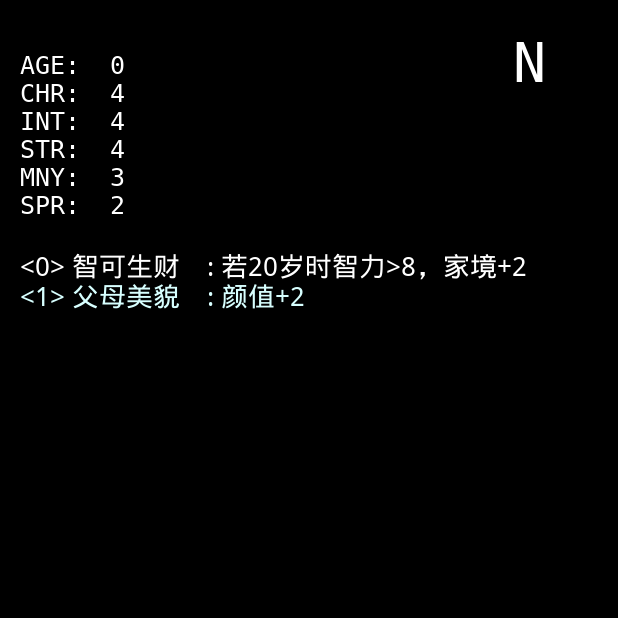 N
AGE: 0
CHR: 4
INT: 4
STR: 4
MNY: 3
SPR: 2
<0> 智可生财 :若20岁时智力>8，家境+2
<1> 父母美貌 :颜值+2